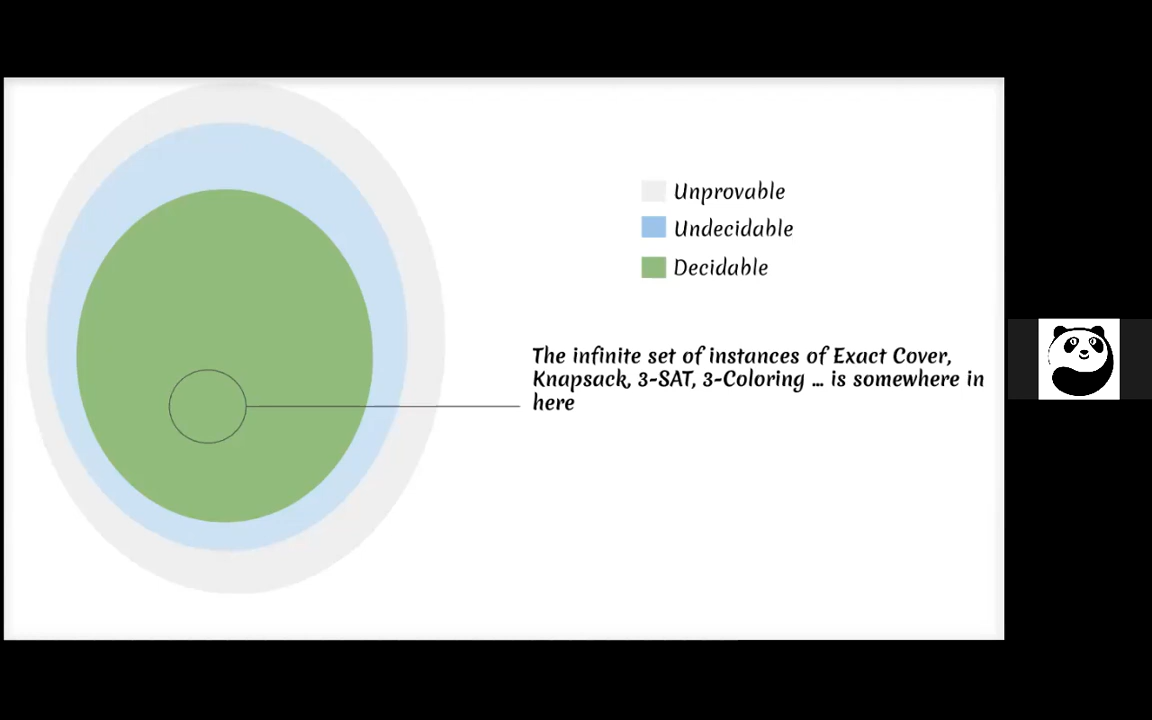 Unprovable
Undecidable
Decidable
The infinite set of instances of Exact Cover,
Knapsack, 3-SAT, 3-Coloring ... is somewhere in
here